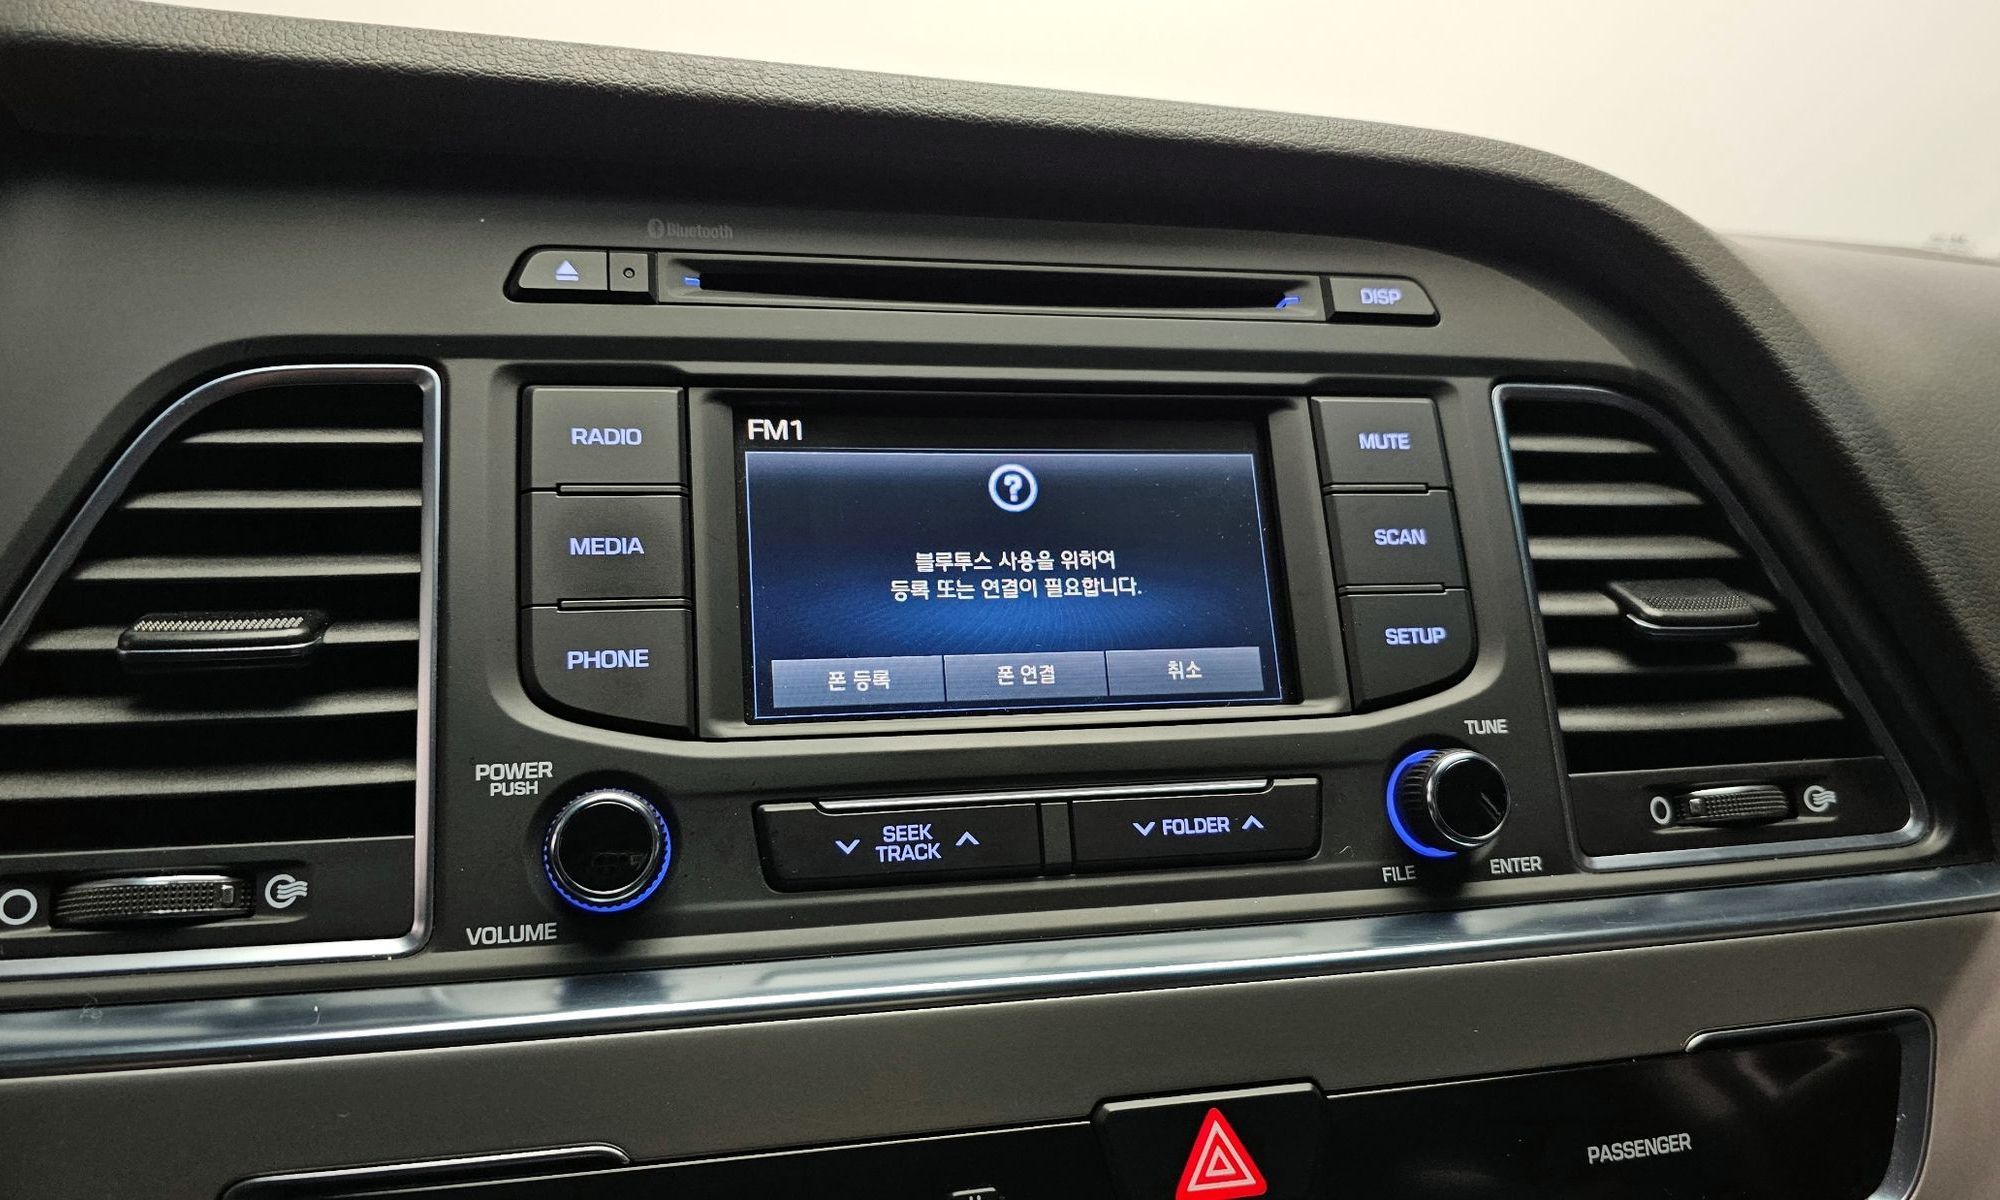 Bluetooth
DISP
RADIO
MEDIA
PHONE
FM1
?
블루투스 사용을 위하여
등록 또는 연결이 필요합니다.
폰 등록
폰 연결
취소
MUTE
SCAN
SETUP
POWER
PUSH
VOLUME
SEEK
TRACK
FOLDER
TUNE
FILE
ENTER
PASSENGER